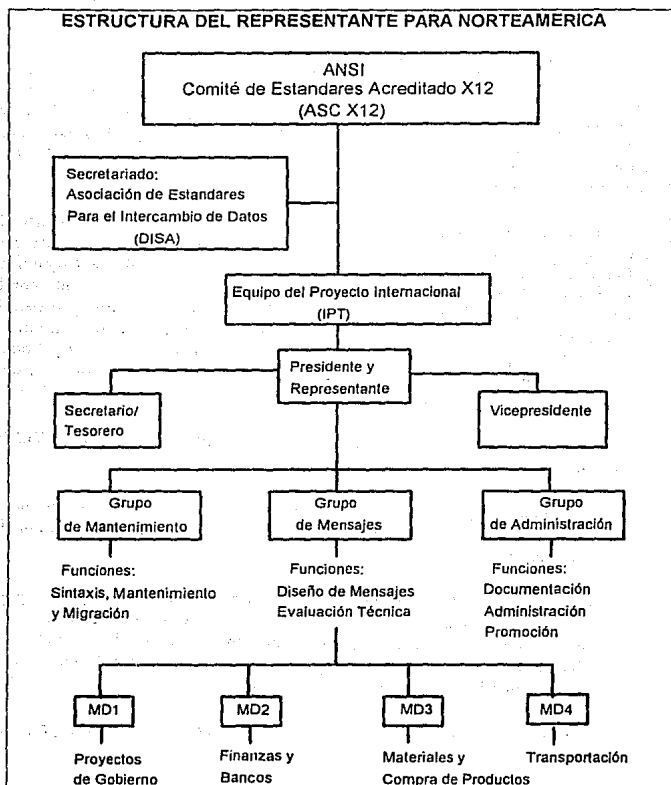 ESTRUCTURA DEL REPRESENTANTE PARA NORTEAMERICA
ANSI
Comité de Estandares Acreditado X12
(ASC X12)
Secretariado:
Asociación de Estandares
Para el Intercambio de Datos
(DISA)
Equipo del Proyecto Internacional
(IPT)
Presidente y
Representante
Secretario/
Tesorero
Vicepresidente
Grupo
de Mantenimiento
Grupo
de Mensajes
Grupo
de Administración
Funciones:
Sintaxis, Mantenimiento
y Migración
Funciones:
Diseño de Mensajes
Evaluación Técnica
Funciones:
Documentación
Administración
Promoción
MD1
MD2
MD3
MD4
Proyectos
de Gobierno
Finanzas y
Bancos
Materiales y
Compra de Productos
Transportación